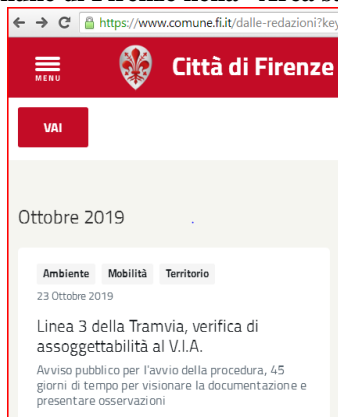 https://www.comune.fi.it/dalle-redazioni?key
MENU
Città di Firenze
VAI
Ottobre 2019
Ambiente Mobilità Territorio
23 Ottobre 2019
Linea 3 della Tramvia, verifica di
assoggettabilità al V.I.A.
Avviso pubblico per l'avvio della procedura, 45
giorni di tempo per visionare la documentazione e
presentare osservazioni